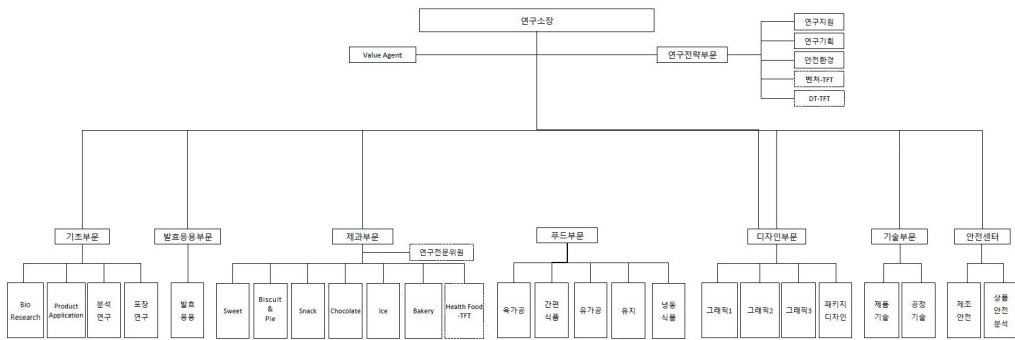 연구소장
Value Agent
연구전략부문
연구지원
연구기획
안전환경
벤처-TFT
DT-TFT
기초부문
발효응용부문
제과부문
연구전문위원
푸드부문
디자인부문
기술부문
안전센터
Bio
Research
Product
Application
분석
연구
포장
연구
발효
응용
Sweet
Biscuit
&
Pie
Snack
Chocolate
Ice
Bakery
Health Food
-TFT
육가공
간편
식품
유가공
유지
냉동
식품
그래픽1
그래픽2
그래픽3
패키지
디자인
제품
기술
공정
기술
제조
안전
상품
안전
분석